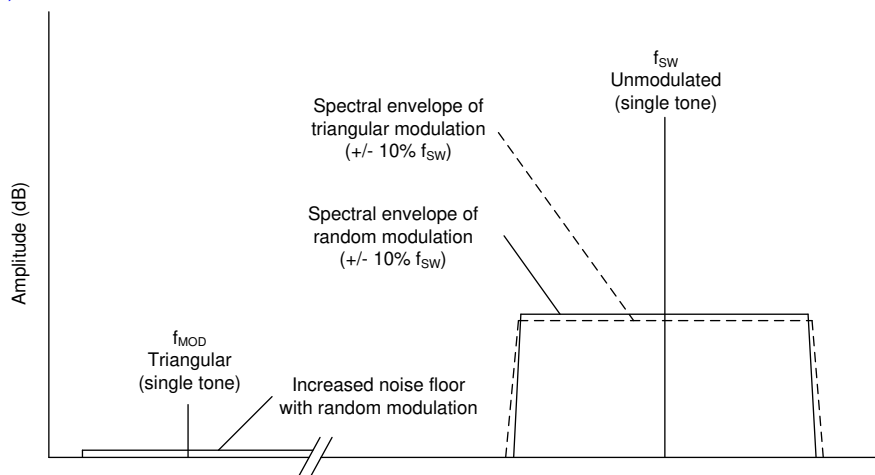 f_SW
Unmodulated
(single tone)
Spectral envelope of
triangular modulation
(+/- 10% f_SW)
Spectral envelope of
random modulation
(+/- 10% f_SW)
Amplitude (dB)
f_MOD
Triangular
(single tone)
Increased noise floor
with random modulation